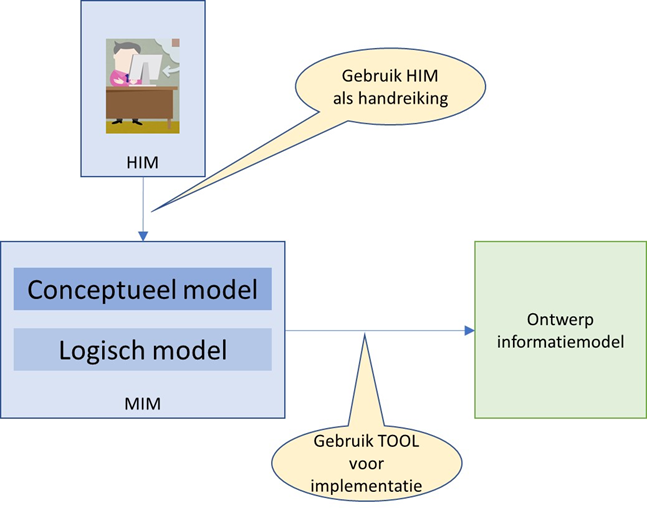 HIM
Gebruik HIM
als handreiking
Conceptueel model
Logisch model
MIM
Ontwerp
informatiemodel
Gebruik TOOL
voor
implementatie